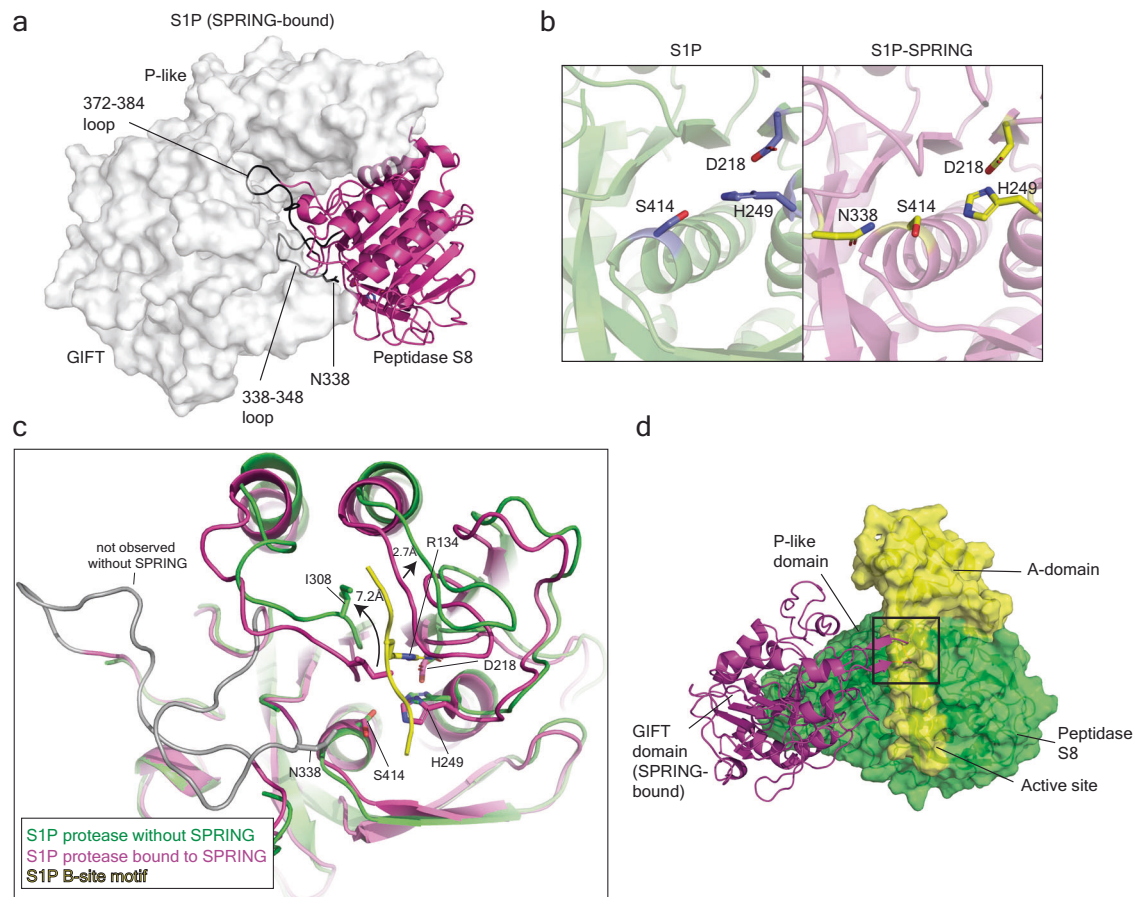 a
S1P (SPRING-bound)
P-like
372-384
loop
GIFT
338-348
loop
N338
Peptidase S8
b
S1P
S1P-SPRING
D218
S414
H249
D218
H249
N338
S414
c
not observed
without SPRING
I308
7.2Å
2.7Å
R134
D218
N338
S414
H249
S1P protease without SPRING
S1P protease bound to SPRING
S1P B-site motif
d
P-like
domain
A-domain
GIFT
domain
(SPRING-
bound)
Peptidase
S8
Active site